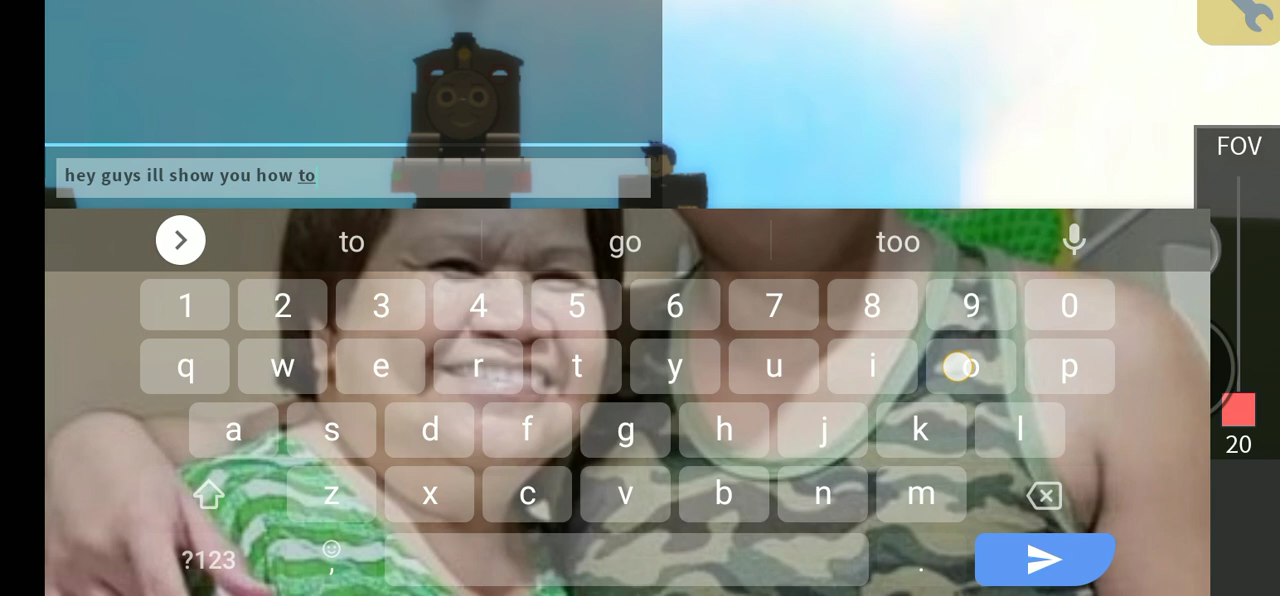 FOV
hey guys ill show you how to
to go too
1 2 3 4 5 6 7 8 9 0
q w e r t y u i o p
a s d f g h j k l
20
z x c v b n m
?123 , .